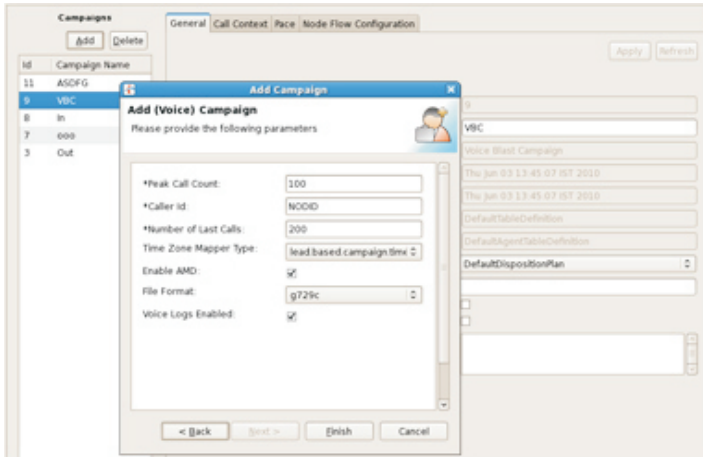 Campaigns
Add Delete
Id Campaign Name
11 ASDFG
9 VBC
8 In
7 ooo
3 Out
General Call Context Pace Node Flow Configuration
Apply Refresh
9
VBC
Voice Blast Campaign
Thu Jun 03 13:45:07 IST 2010
Thu Jun 03 13:45:07 IST 2010
DefaultTableDefinition
DefaultAgentTableDefinition
DefaultDispositionPlan
Add Campaign
Add (Voice) Campaign
Please provide the following parameters
*Peak Call Count: 100
*Caller Id: NODID
*Number of Last Calls: 200
Time Zone Mapper Type: lead.based.campaign.time
Enable AMD:
File Format: g729c
Voice Logs Enabled:
< Back Next > Finish Cancel